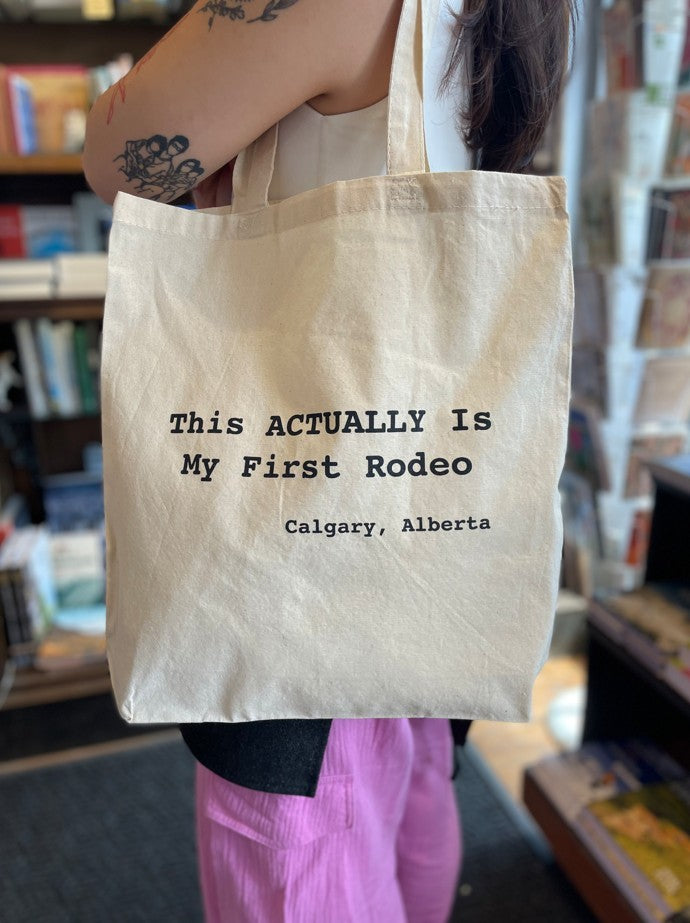 This ACTUALLY Is
My First Rodeo
Calgary, Alberta